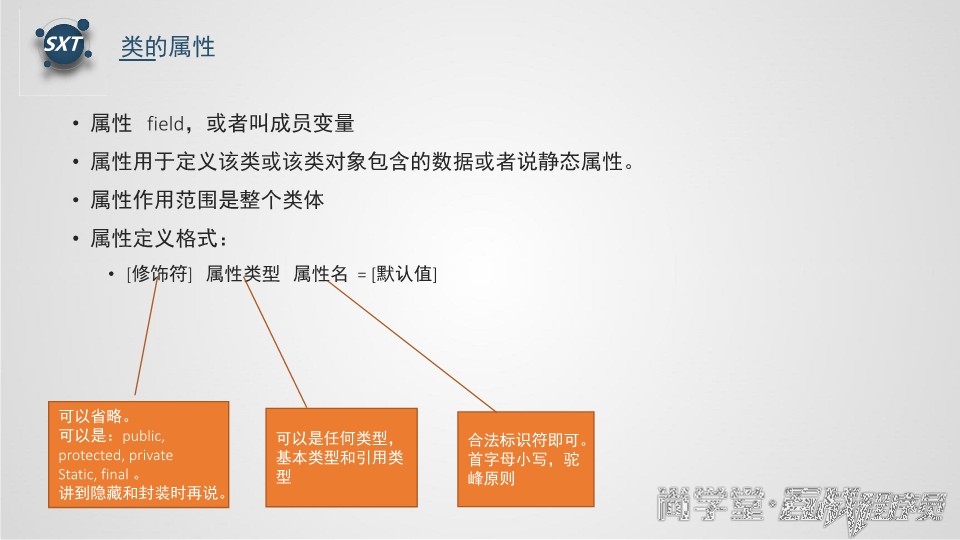 SXT
类的属性
• 属性 field，或者叫成员变量
• 属性用于定义该类或该类对象包含的数据或者说静态属性。
• 属性作用范围是整个类体
• 属性定义格式：
• [修饰符] 属性类型 属性名 = [默认值]
可以省略。
可以是：public,
protected, private
Static, final 。
讲到隐藏和封装时再说。
可以是任何类型，
基本类型和引用类
型
合法标识符即可。
首字母小写，驼
峰原则
尚学堂·